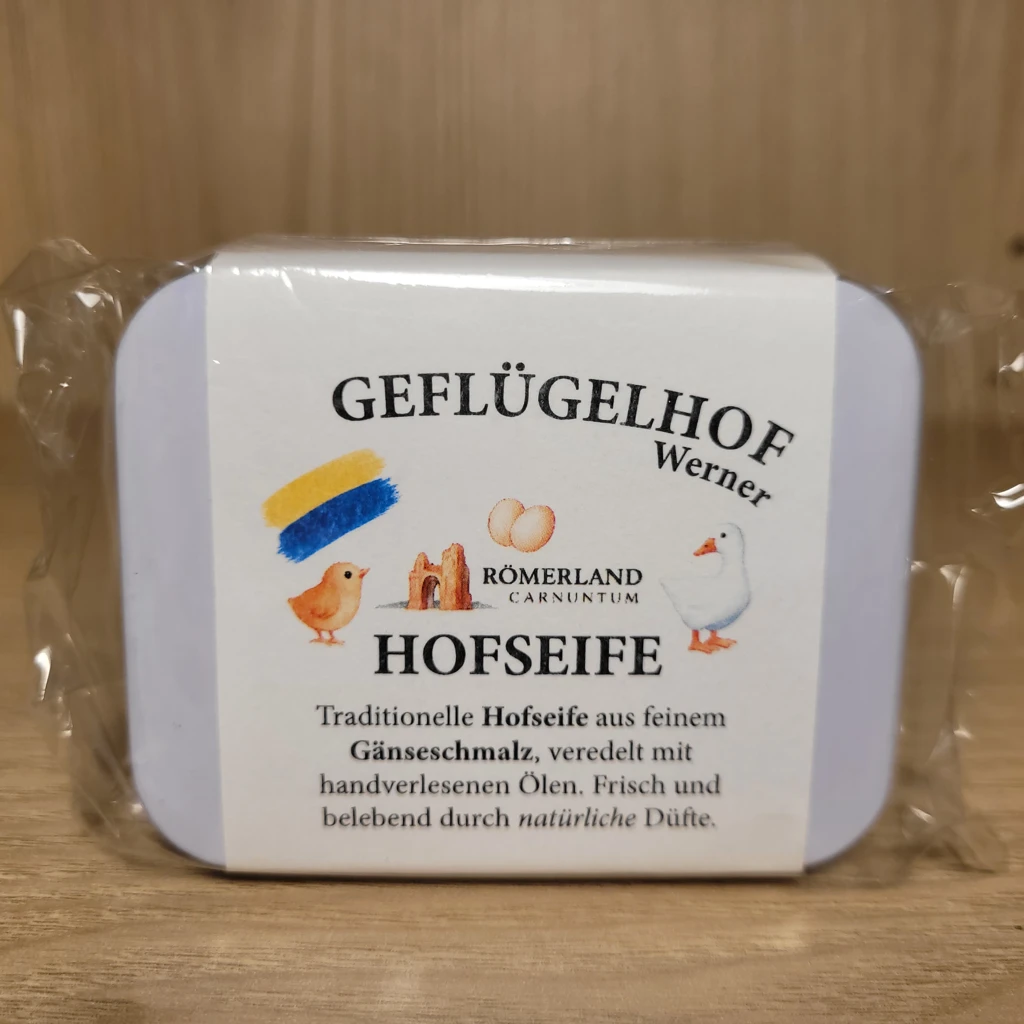 GEFLÜGELHOF
Werner
RÖMERLAND
CARNUNTUM
HOFSEIFE
Traditionelle Hofseife aus feinem
Gänseschmalz, veredelt mit
handverlesenen Ölen. Frisch und
belebend durch natürliche Düfte.